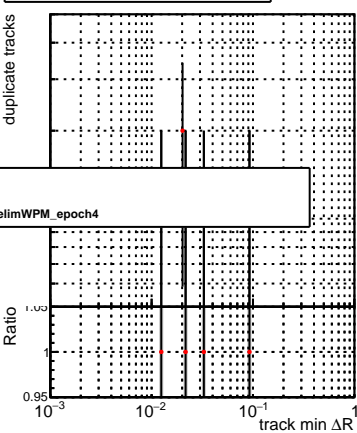 duplicate tracks
elimWPM_epoch4
1.05
Ratio
1
0.95
10⁻³ 10⁻² 10⁻¹ 1
track min ΔR